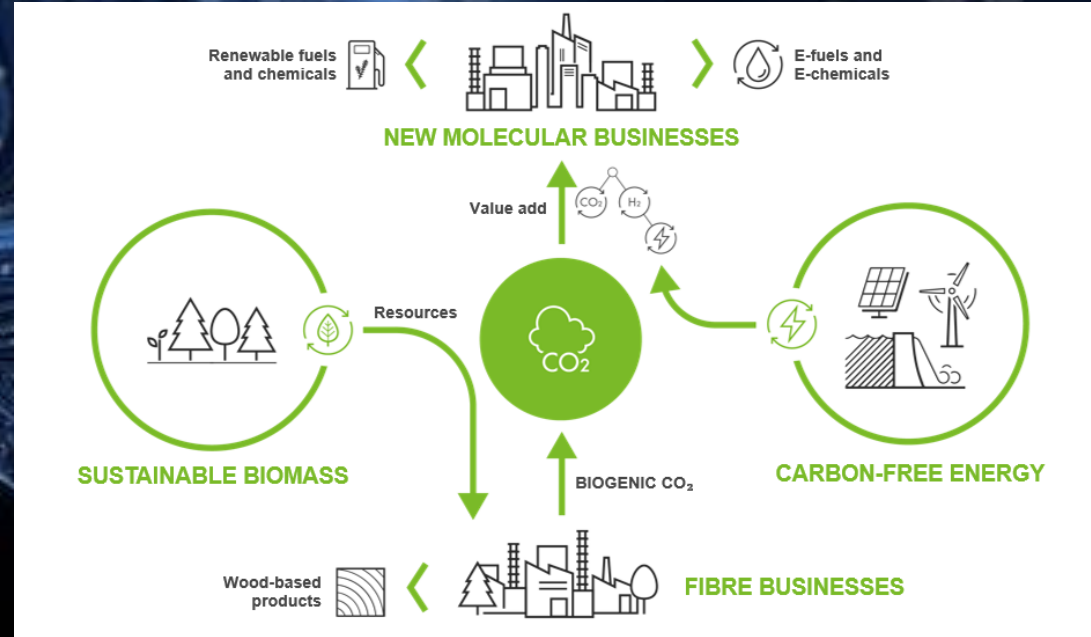 Renewable fuels
and chemicals
E-fuels and
E-chemicals
NEW MOLECULAR BUSINESSES
Value add
CO₂
H₂
Resources
CO₂
SUSTAINABLE BIOMASS
CARBON-FREE ENERGY
BIOGENIC CO₂
Wood-based
products
FIBRE BUSINESSES